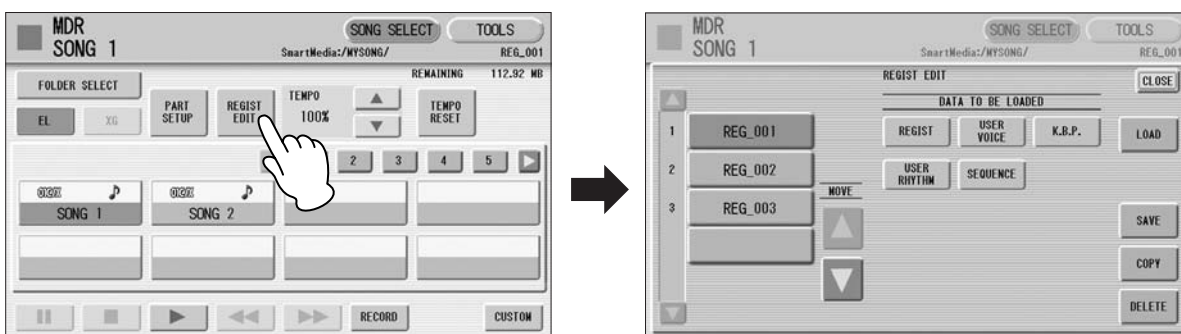 MDR
SONG 1
SONG SELECT
TOOLS
SmartMedia:/MYSONG/
REG_001
REMAINING 112.92 MB
FOLDER SELECT
EL
XG
PART SETUP
REGIST EDIT
TEMPO
100%
TEMPO RESET
2 3 4 5
SONG 1
SONG 2
RECORD
CUSTOM
MDR
SONG 1
SONG SELECT
TOOLS
SmartMedia:/MYSONG/
REG_001
REGIST EDIT
CLOSE
DATA TO BE LOADED
1 REG_001
REGIST
USER VOICE
K.B.P.
LOAD
2 REG_002
USER RHYTHM
SEQUENCE
MOVE
3 REG_003
SAVE
COPY
DELETE